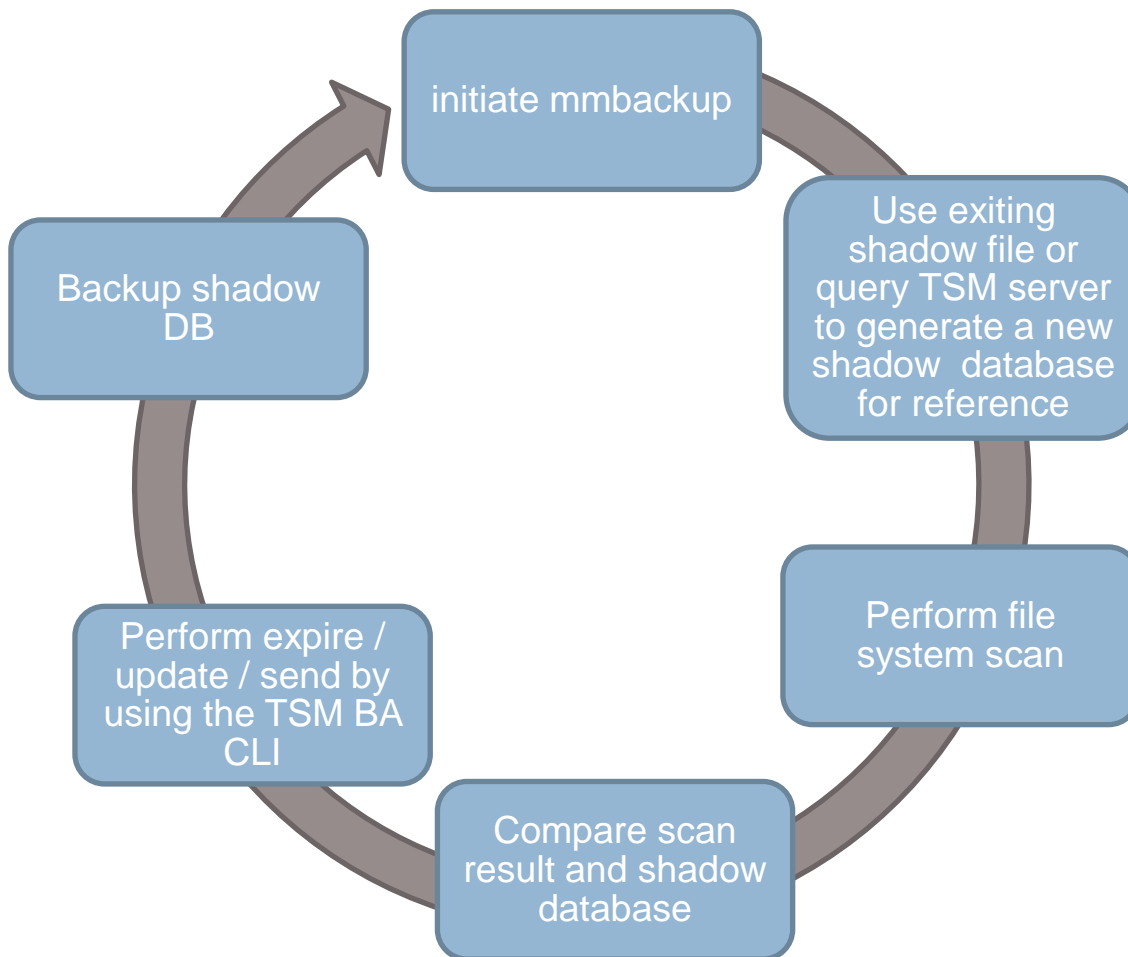 initiate mmbackup
Use exiting
shadow file or
query TSM server
to generate a new
shadow database
for reference
Perform file
system scan
Compare scan
result and shadow
database
Perform expire /
update / send by
using the TSM BA
CLI
Backup shadow
DB